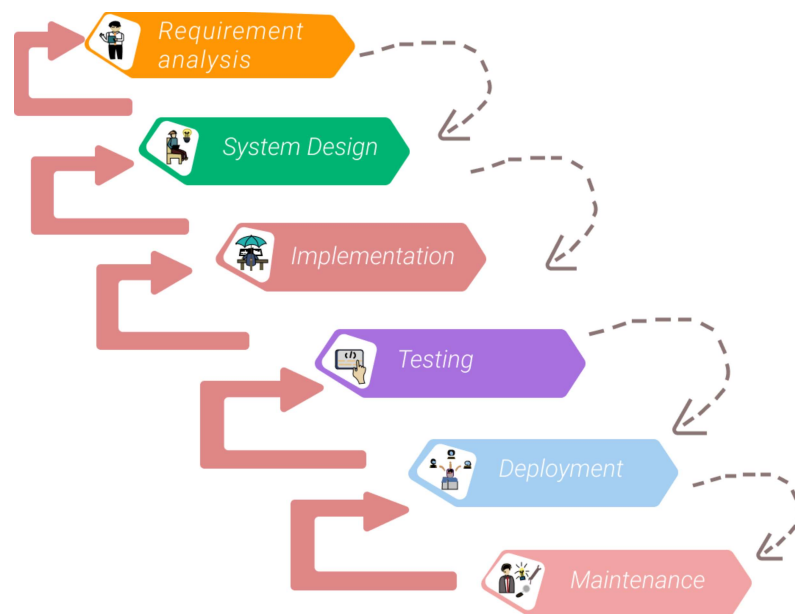 Requirement
analysis
System Design
Implementation
Testing
Deployment
Maintenance